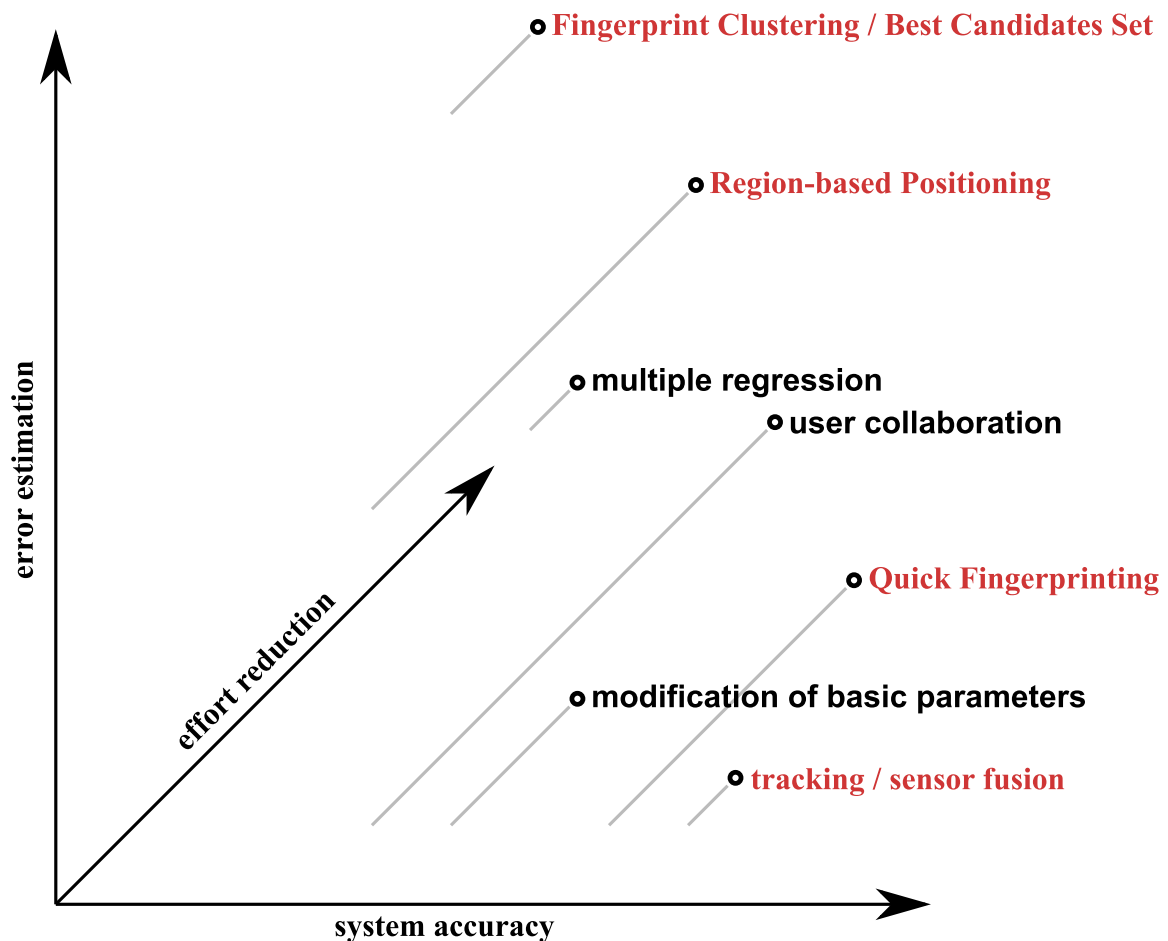 Fingerprint Clustering / Best Candidates Set
Region-based Positioning
multiple regression
user collaboration
error estimation
effort reduction
Quick Fingerprinting
modification of basic parameters
tracking / sensor fusion
system accuracy